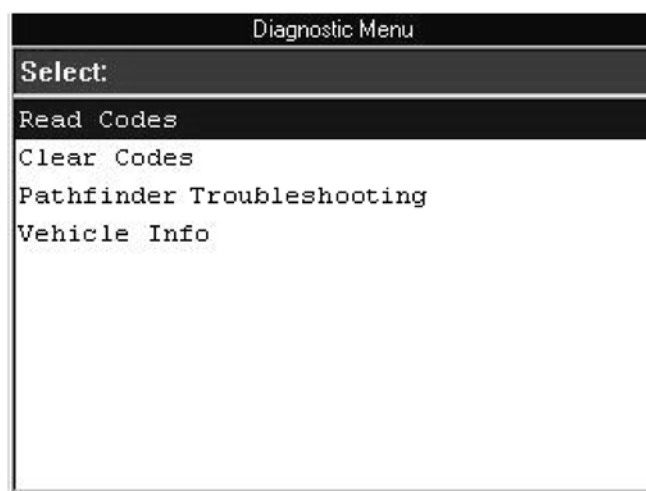 Diagnostic Menu
Select:
Read Codes
Clear Codes
Pathfinder Troubleshooting
Vehicle Info